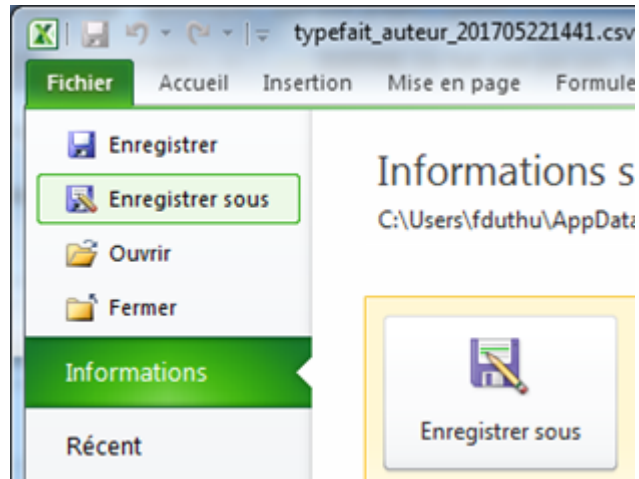 typefait_auteur_201705221441.csv
Fichier Accueil Insertion Mise en page Formule
Enregistrer
Enregistrer sous
Ouvrir
Fermer
Informations
Récent
Informations s
C:\Users\fduthu\AppData
Enregistrer sous